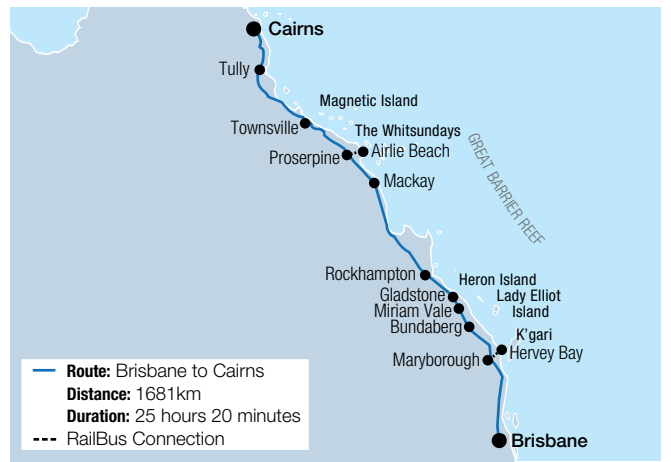 Cairns
Tully
Magnetic Island
Townsville
The Whitsundays
Airlie Beach
Proserpine
Mackay
GREAT BARRIER REEF
Rockhampton
Heron Island
Gladstone
Lady Elliot
Island
Miriam Vale
Bundaberg
K'gari
Hervey Bay
Maryborough
Brisbane
Route: Brisbane to Cairns
Distance: 1681km
Duration: 25 hours 20 minutes
RailBus Connection